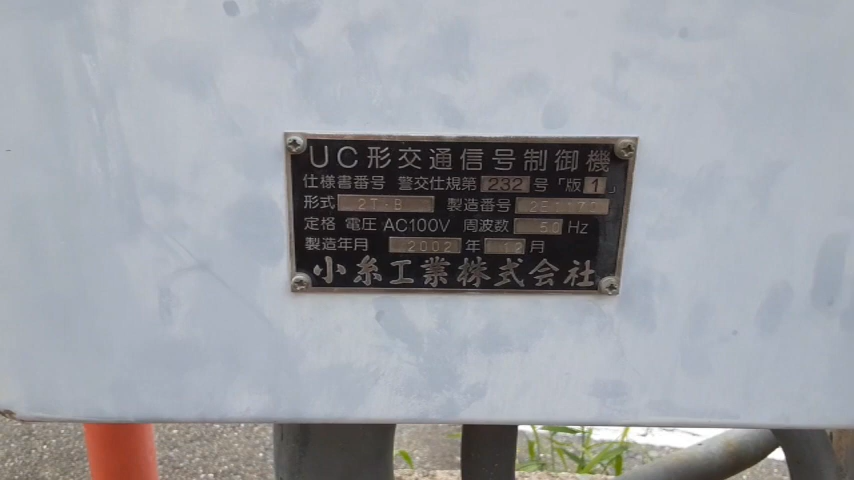 UC形交通信号制御機
仕様書番号 警交仕規第 232 号「版 1 」
形式 2T-B 製造番号
定格 電圧 AC100V 周波数 50 Hz
製造年月 2002 年 12 月
小糸工業株式会社